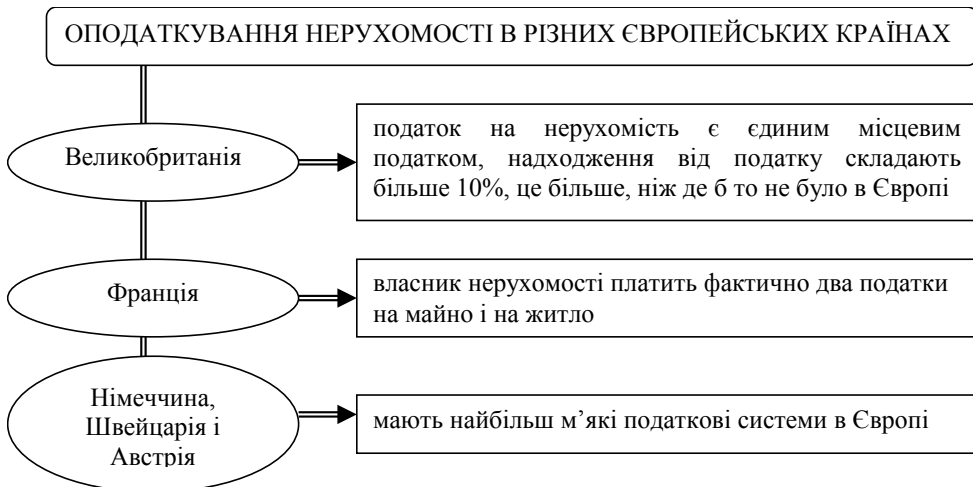 ОПОДАТКУВАННЯ НЕРУХОМОСТІ В РІЗНИХ ЄВРОПЕЙСЬКИХ КРАЇНАХ
Великобританія
податок на нерухомість є єдиним місцевим
податком, надходження від податку складають
більше 10%, це більше, ніж де б то не було в Європі
Франція
власник нерухомості платить фактично два податки
на майно і на житло
Німеччина,
Швейцарія і
Австрія
мають найбільш м’які податкові системи в Європі